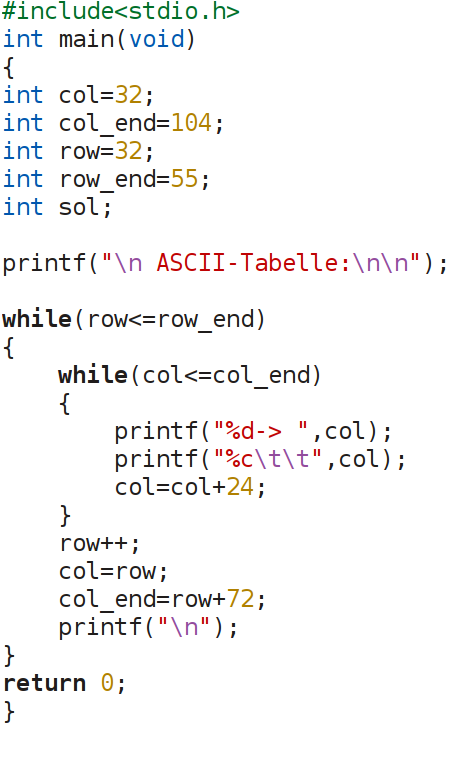 #include<stdio.h>
int main(void)
{
int col=32;
int col_end=104;
int row=32;
int row_end=55;
int sol;

printf("\n ASCII-Tabelle:\n\n");

while(row<=row_end)
{
    while(col<=col_end)
    {
        printf("%d-> ",col);
        printf("%c\t\t",col);
        col=col+24;
    }
    row++;
    col=row;
    col_end=row+72;
    printf("\n");
}
return 0;
}